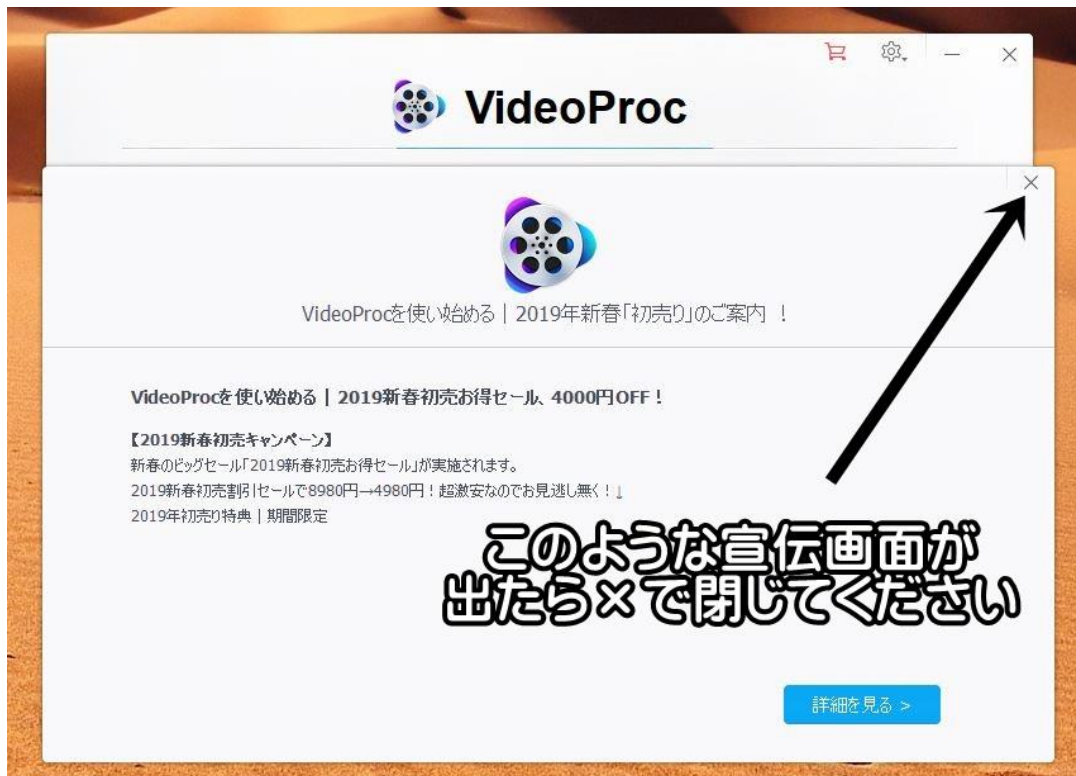 VideoProc
VideoProcを使い始める | 2019年新春「初売り」のご案内 !
VideoProcを使い始める | 2019新春初売お得セール、4000円OFF!
【2019新春初売キャンペーン】
新春のビッグセール「2019新春初売お得セール」が実施されます。
2019新春初売割引セールで8980円→4980円!超激安なのでお見逃し無く!↓
2019年初売り特典 | 期間限定
このような宣伝画面が
出たら×で閉じてください
詳細を見る >